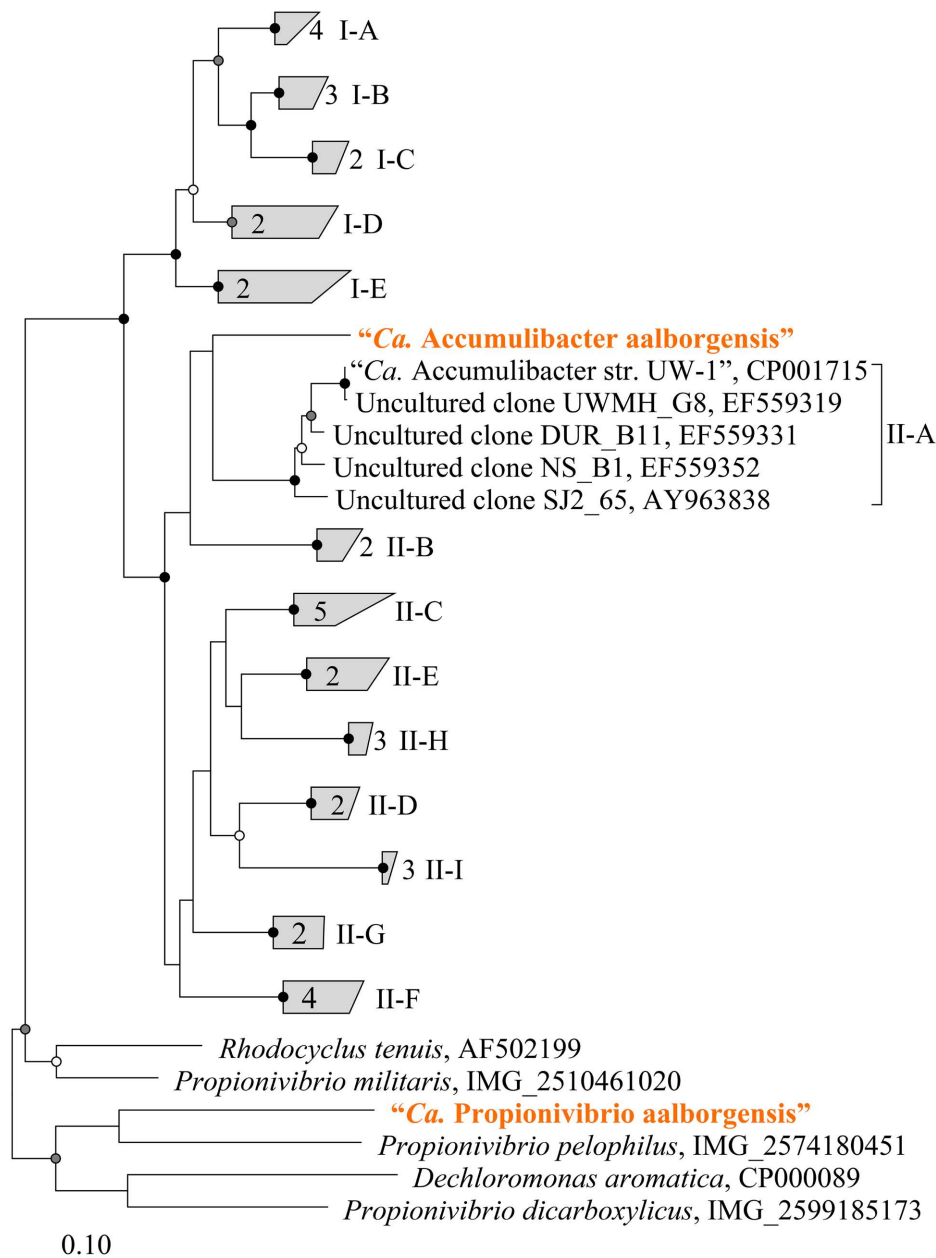 4 I-A
3 I-B
2 I-C
2 I-D
2 I-E
“Ca. Accumulibacter aalborgensis”
“Ca. Accumulibacter str. UW-1”, CP001715
Uncultured clone UWMH_G8, EF559319
Uncultured clone DUR_B11, EF559331
II-A
Uncultured clone NS_B1, EF559352
Uncultured clone SJ2_65, AY963838
2 II-B
5 II-C
2 II-E
3 II-H
2 II-D
3 II-I
2 II-G
4 II-F
Rhodocyclus tenuis, AF502199
Propionivibrio militaris, IMG_2510461020
“Ca. Propionivibrio aalborgensis”
Propionivibrio pelophilus, IMG_2574180451
Dechloromonas aromatica, CP000089
Propionivibrio dicarboxylicus, IMG_2599185173
0.10